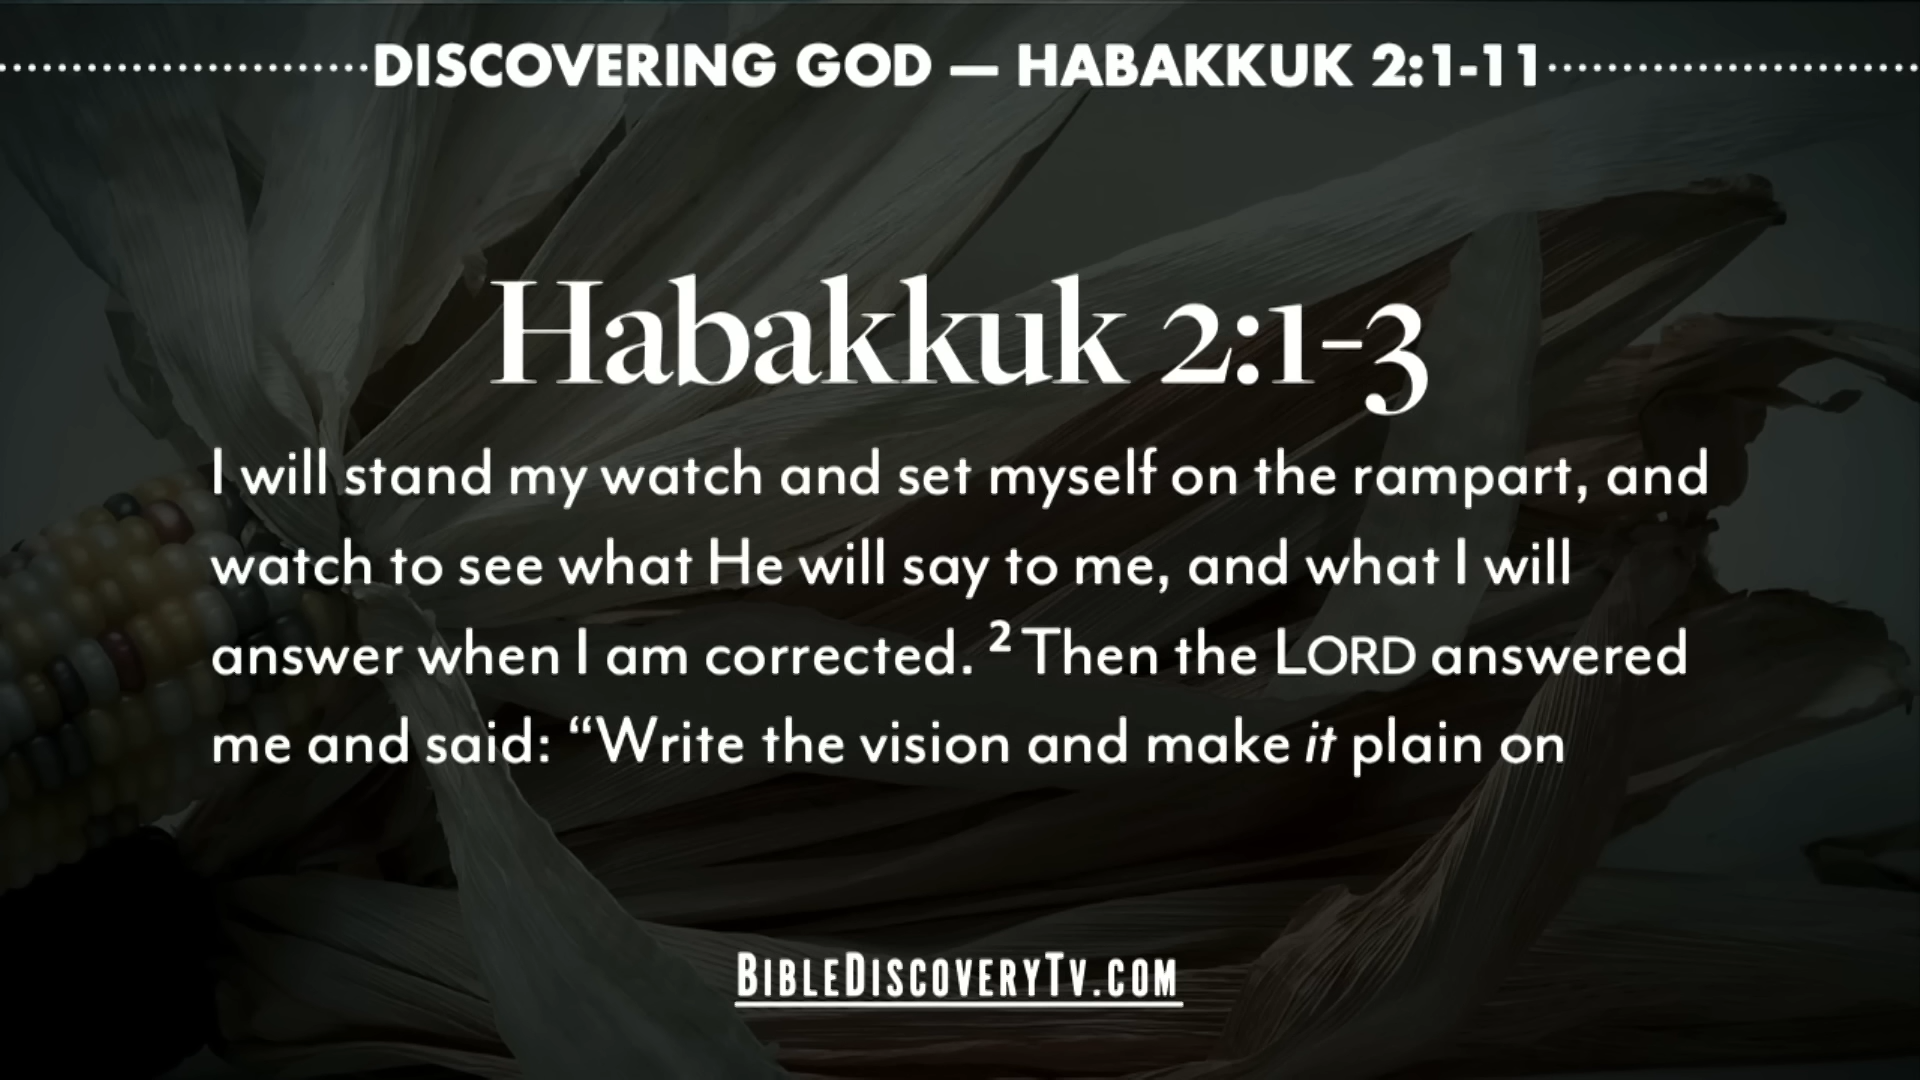 DISCOVERING GOD — HABAKKUK 2:1-11
Habakkuk 2:1-3
I will stand my watch and set myself on the rampart, and
watch to see what He will say to me, and what I will
answer when I am corrected. ² Then the LORD answered
me and said: “Write the vision and make it plain on
BIBLEDISCOVERYTV.COM